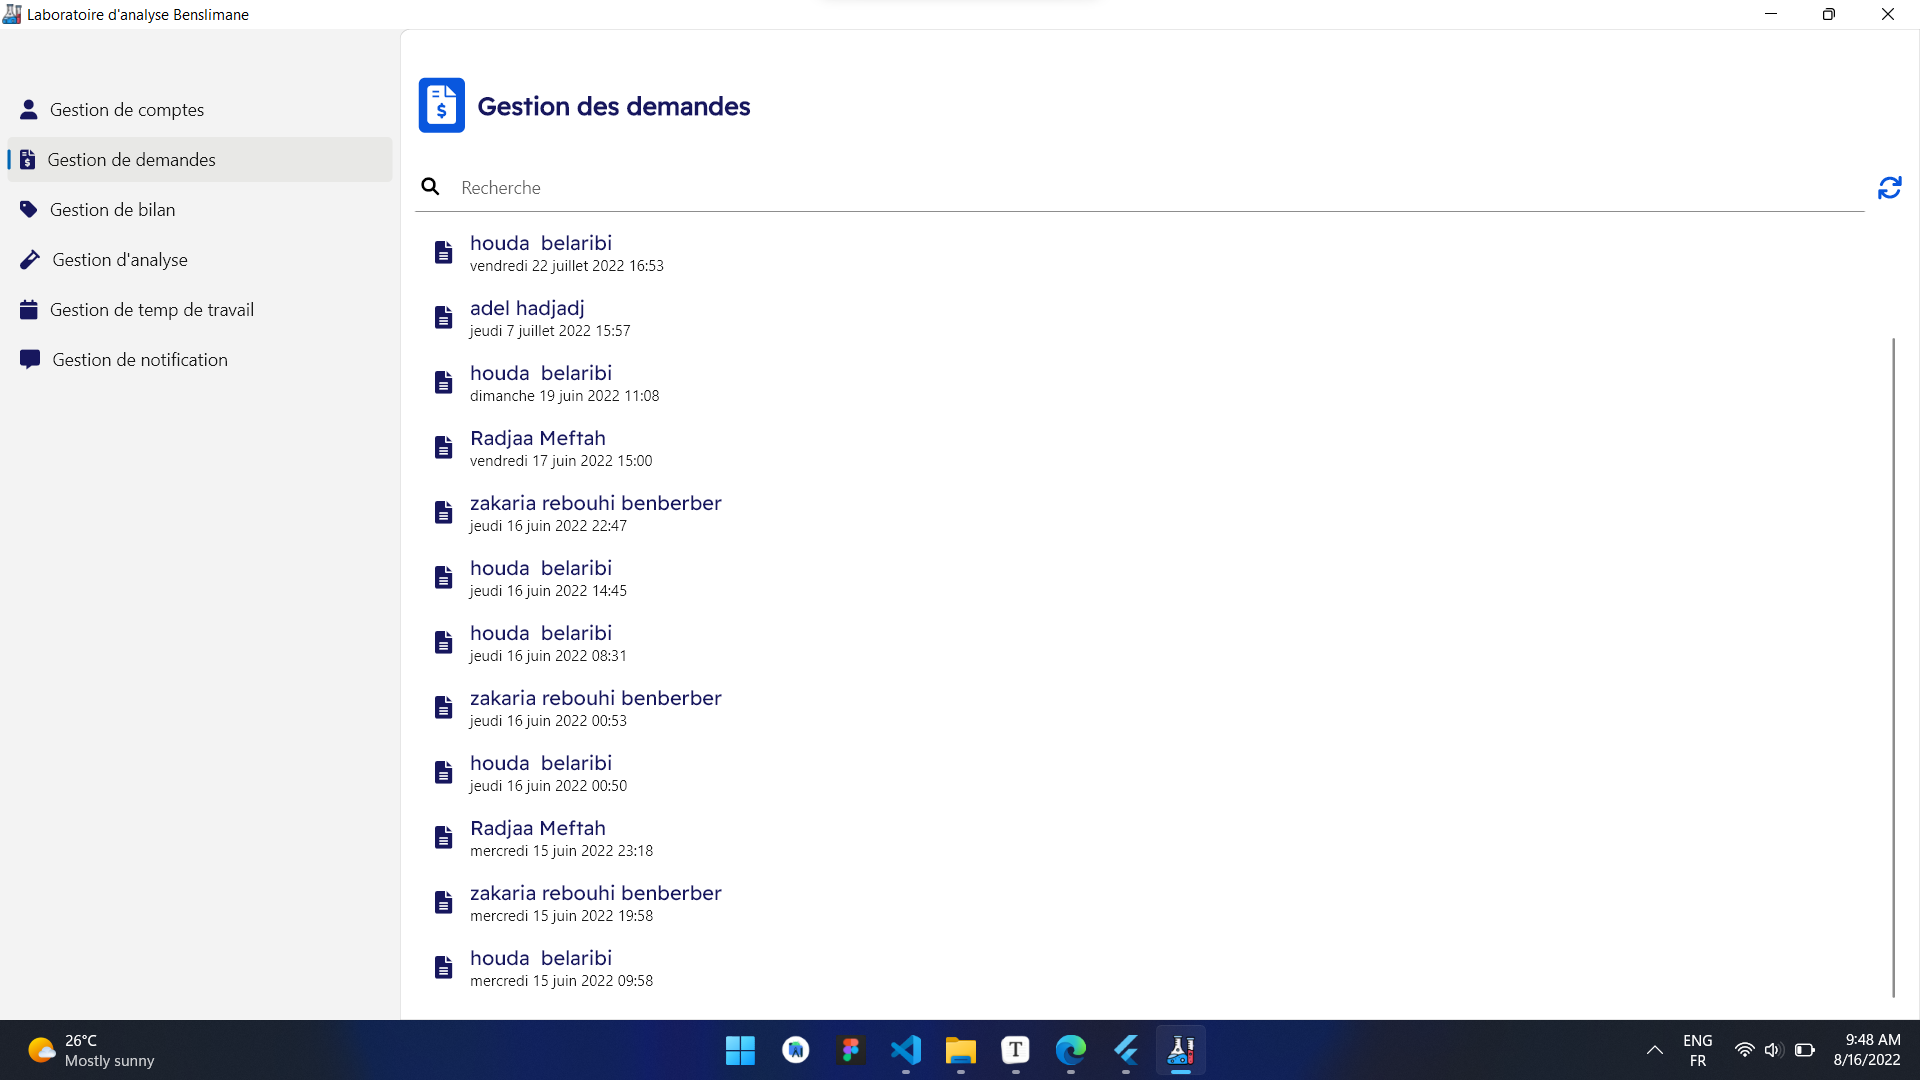 Laboratoire d'analyse Benslimane
Gestion de comptes
Gestion de demandes
Gestion de bilan
Gestion d'analyse
Gestion de temp de travail
Gestion de notification
Gestion des demandes
Recherche
houda  belaribi
vendredi 22 juillet 2022 16:53
adel hadjadj
jeudi 7 juillet 2022 15:57
houda  belaribi
dimanche 19 juin 2022 11:08
Radjaa Meftah
vendredi 17 juin 2022 15:00
zakaria rebouhi benberber
jeudi 16 juin 2022 22:47
houda  belaribi
jeudi 16 juin 2022 14:45
houda  belaribi
jeudi 16 juin 2022 08:31
zakaria rebouhi benberber
jeudi 16 juin 2022 00:53
houda  belaribi
jeudi 16 juin 2022 00:50
Radjaa Meftah
mercredi 15 juin 2022 23:18
zakaria rebouhi benberber
mercredi 15 juin 2022 19:58
houda  belaribi
mercredi 15 juin 2022 09:58
26°C
Mostly sunny
T
ENG
FR
9:48 AM
8/16/2022